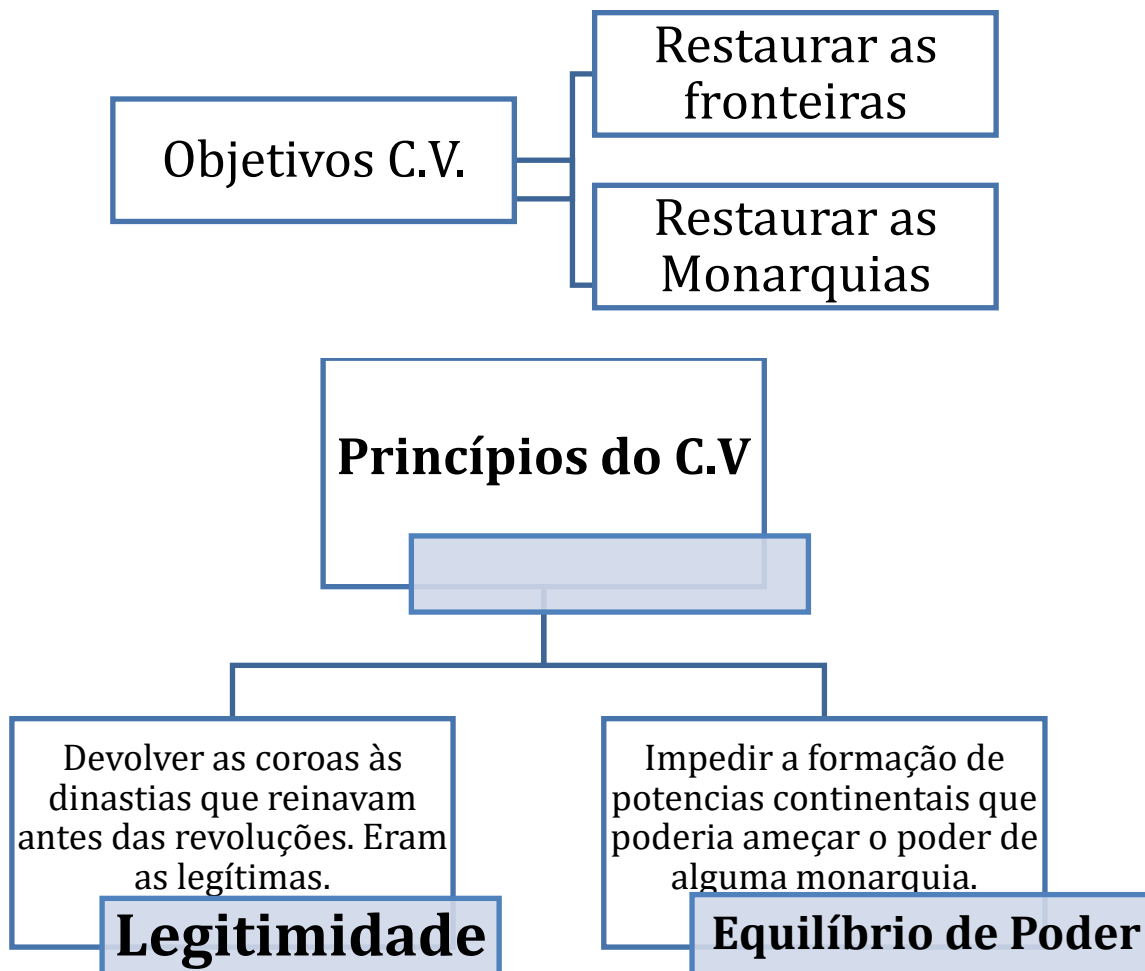 Restaurar as
fronteiras
Objetivos C.V.
Restaurar as
Monarquias
Princípios do C.V
Devolver as coroas às
dinastias que reinavam
antes das revoluções. Eram
as legítimas.
Legitimidade
Impedir a formação de
potencias continentais que
poderia ameçar o poder de
alguma monarquia.
Equilíbrio de Poder